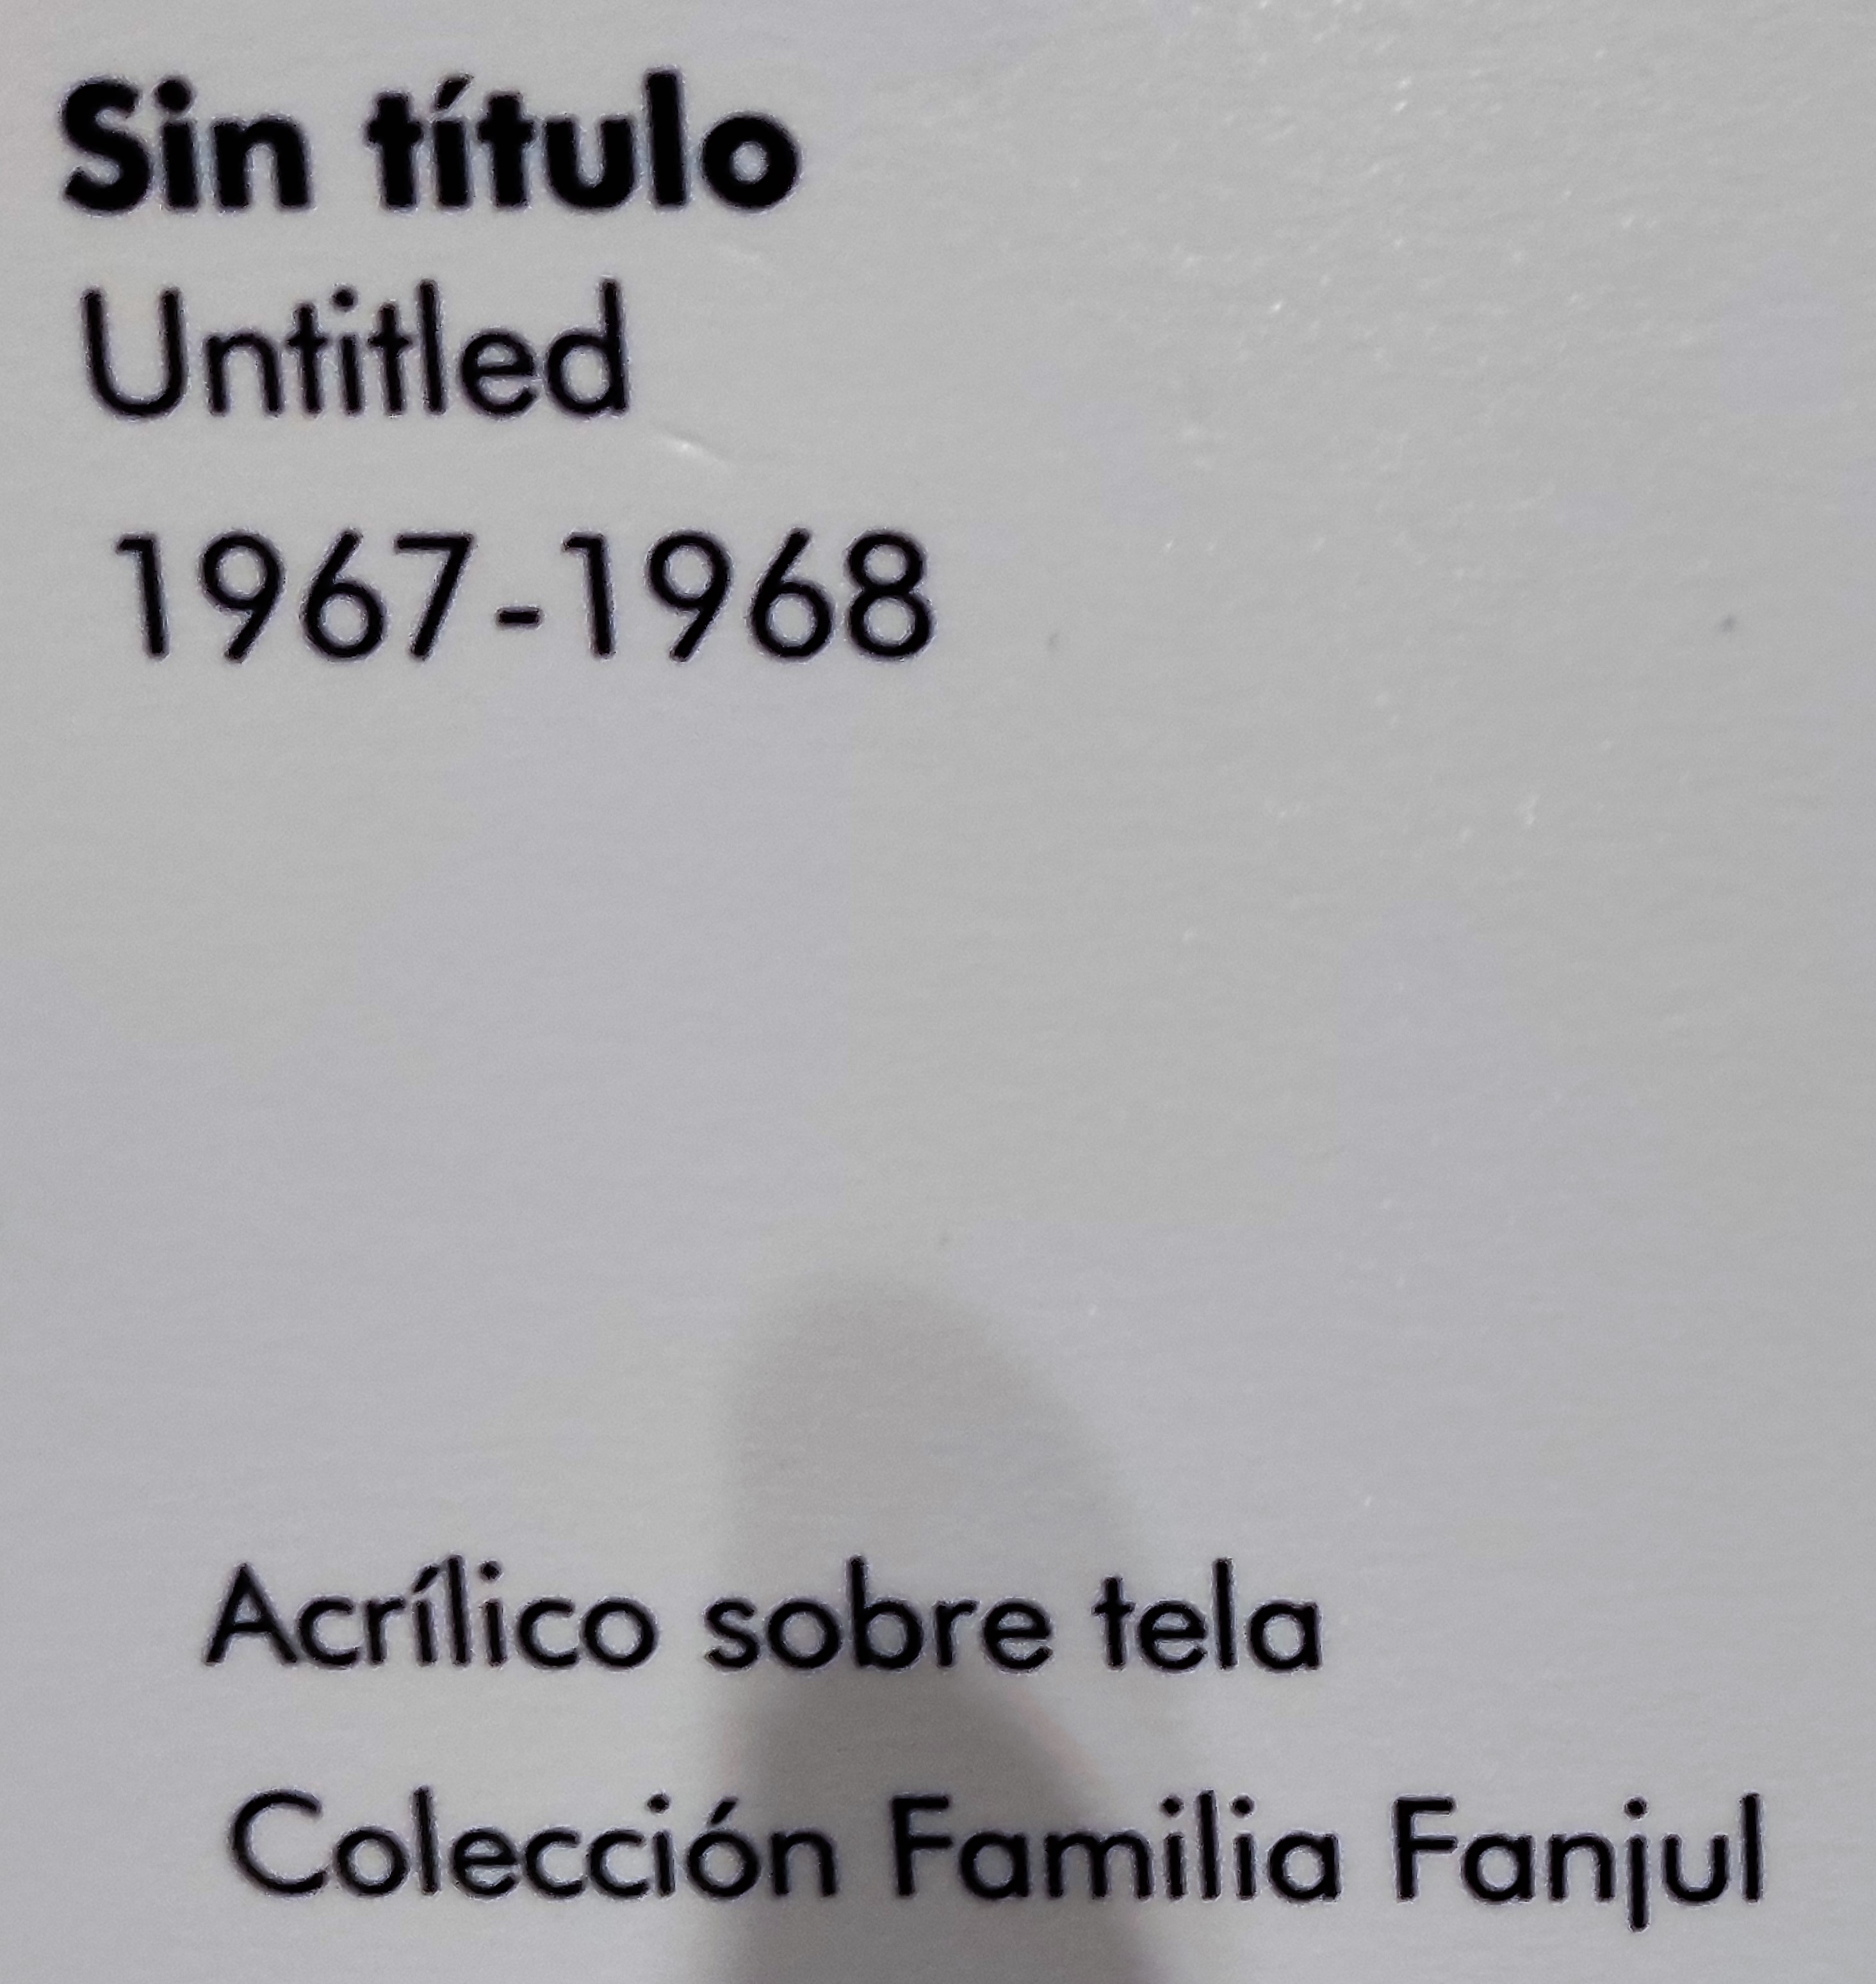 Sin título
Untitled
1967-1968
Acrílico sobre tela
Colección Familia Fanjul